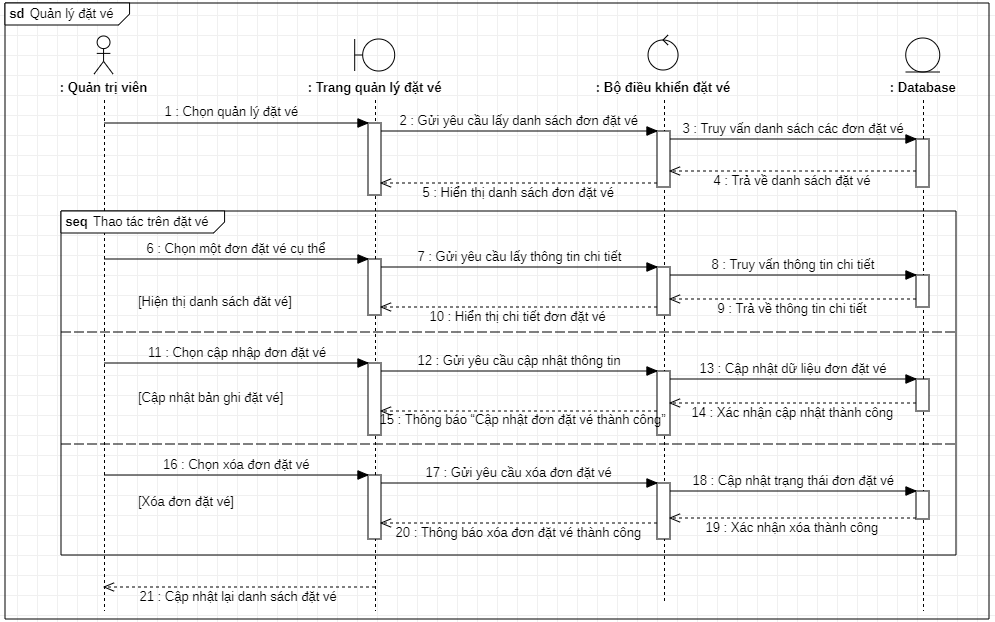 sd Quản lý đặt vé
: Quản trị viên
: Trang quản lý đặt vé
: Bộ điều khiển đặt vé
: Database
1 : Chọn quản lý đặt vé
2 : Gửi yêu cầu lấy danh sách đơn đặt vé
3 : Truy vấn danh sách các đơn đặt vé
4 : Trả về danh sách đặt vé
5 : Hiển thị danh sách đơn đặt vé
seq Thao tác trên đặt vé
6 : Chọn một đơn đặt vé cụ thể
7 : Gửi yêu cầu lấy thông tin chi tiết
8 : Truy vấn thông tin chi tiết
[Hiện thị danh sách đặt vé]
9 : Trả về thông tin chi tiết
10 : Hiển thị chi tiết đơn đặt vé
11 : Chọn cập nhập đơn đặt vé
12 : Gửi yêu cầu cập nhật thông tin
13 : Cập nhật dữ liệu đơn đặt vé
[Cập nhật bản ghi đặt vé]
14 : Xác nhận cập nhật thành công
15 : Thông báo “Cập nhật đơn đặt vé thành công”
16 : Chọn xóa đơn đặt vé
17 : Gửi yêu cầu xóa đơn đặt vé
18 : Cập nhật trạng thái đơn đặt vé
[Xóa đơn đặt vé]
19 : Xác nhận xóa thành công
20 : Thông báo xóa đơn đặt vé thành công
21 : Cập nhật lại danh sách đặt vé